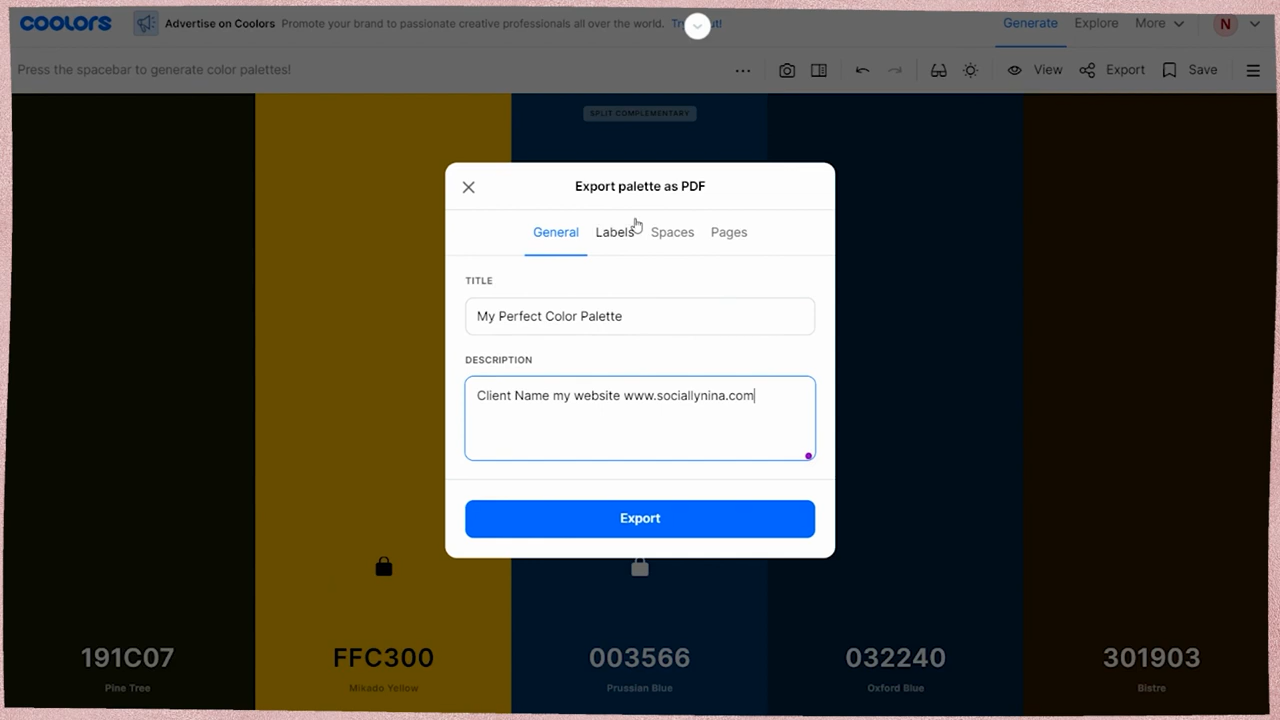 coolors
Advertise on Coolors Promote your brand to passionate creative professionals all over the world.
Generate
Explore
More
N
Press the spacebar to generate color palettes!
View
Export
Save
SPLIT COMPLEMENTARY
Export palette as PDF
General
Labels
Spaces
Pages
TITLE
My Perfect Color Palette
DESCRIPTION
Client Name my website www.sociallynina.com
Export
191C07
FFC300
003566
032240
301903
Pine Tree
Mikado Yellow
Prussian Blue
Oxford Blue
Bistre